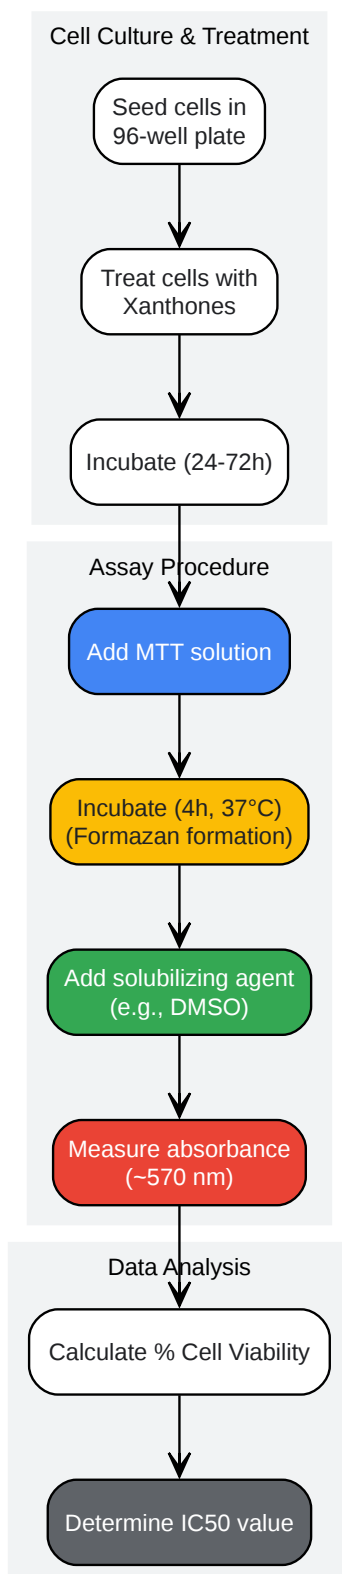 Cell Culture & Treatment
Seed cells in
96-well plate
Treat cells with
Xanthones
Incubate (24-72h)
Assay Procedure
Add MTT solution
Incubate (4h, 37°C)
(Formazan formation)
Add solubilizing agent
(e.g., DMSO)
Measure absorbance
(~570 nm)
Data Analysis
Calculate % Cell Viability
Determine IC50 value